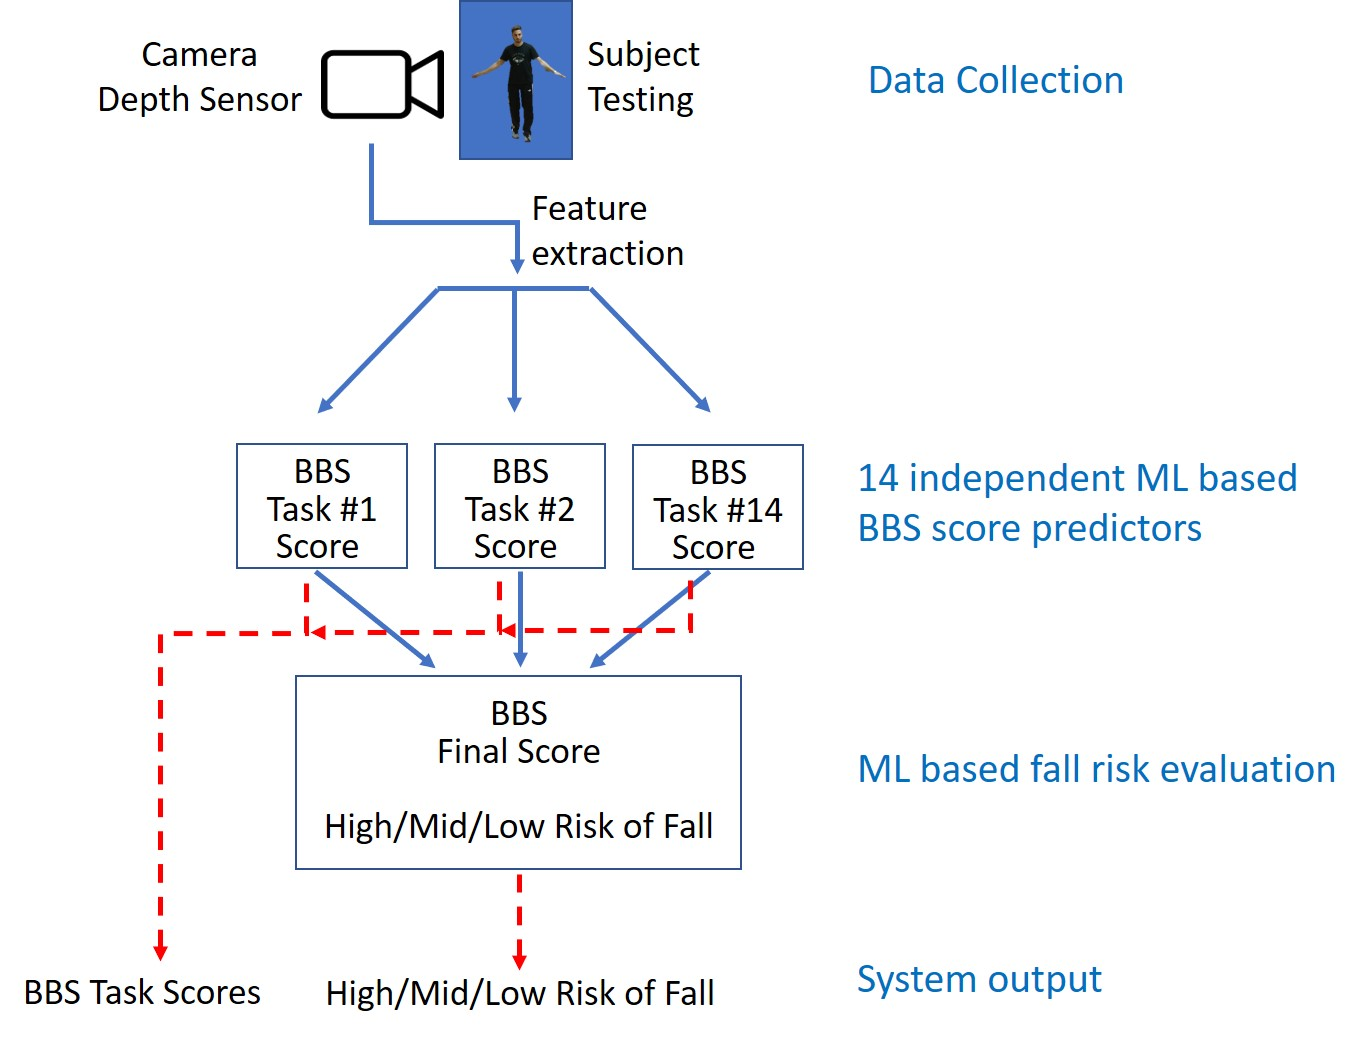 Camera
Depth Sensor
Subject
Testing
Data Collection
Feature
extraction
BBS
Task #1
Score
BBS
Task #2
Score
BBS
Task #14
Score
14 independent ML based
BBS score predictors
BBS
Final Score
High/Mid/Low Risk of Fall
ML based fall risk evaluation
BBS Task Scores
High/Mid/Low Risk of Fall
System output